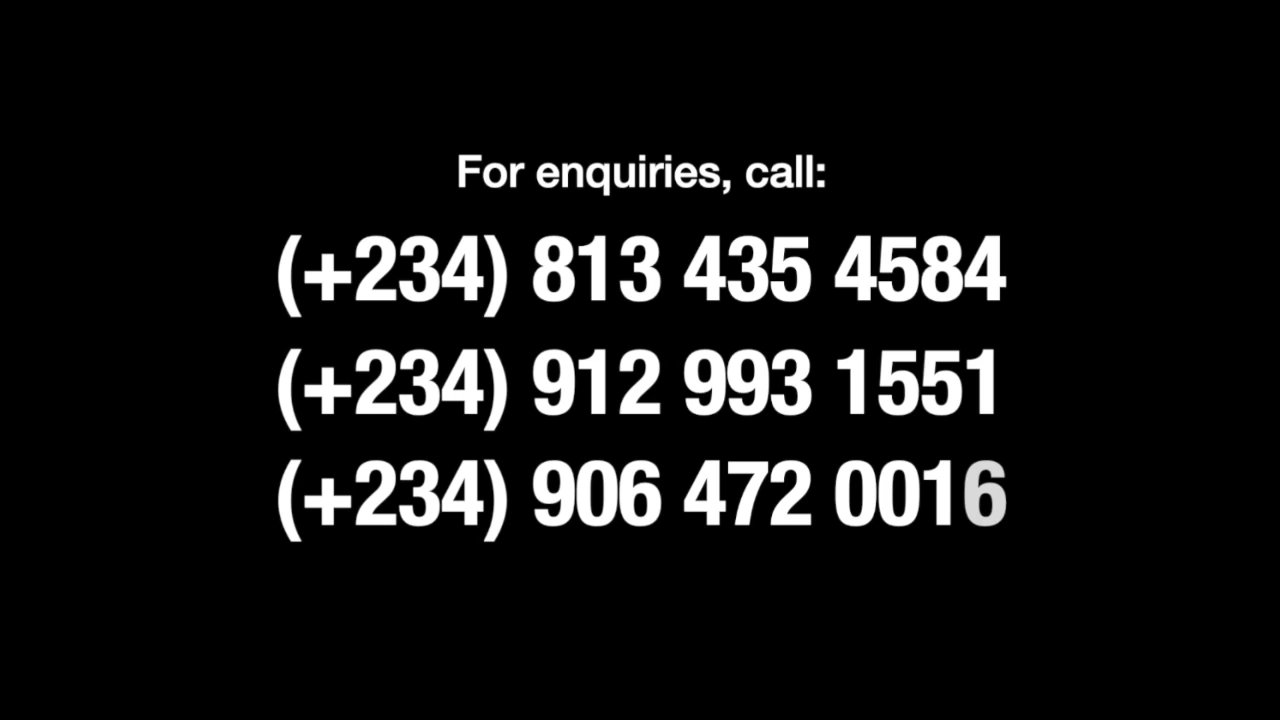 For enquiries, call:
(+234) 813 435 4584
(+234) 912 993 1551
(+234) 906 472 0016